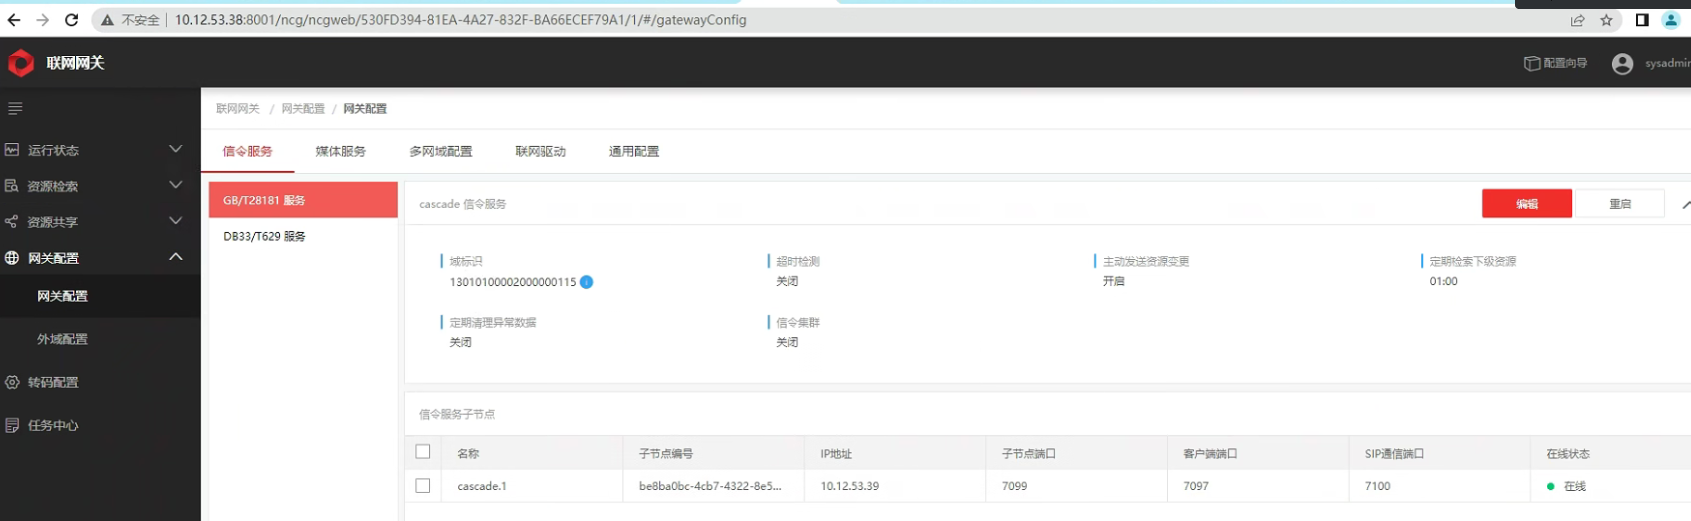 不安全 10.12.53.38:8001/ncg/ncgweb/530FD394-81EA-4A27-832F-BA66ECEF79A1/1/#/gatewayConfig
联网网关 配置向导 sysadmin
联网网关 / 网关配置 / 网关配置
运行状态
资源检索
资源共享
网关配置
网关配置
外域配置
转码配置
任务中心
信令服务 媒体服务 多网域配置 联网驱动 通用配置
GB/T28181 服务
DB33/T629 服务
cascade 信令服务 编辑 重启
域标识 超时检测 主动发送资源变更 定期检索下级资源
13010100002000000115 关闭 开启 01:00
定期清理异常数据 信令集群
关闭 关闭
信令服务子节点
名称 子节点编号 IP地址 子节点端口 客户端端口 SIP通信端口 在线状态
cascade.1 be8ba0bc-4cb7-4322-8e5... 10.12.53.39 7099 7097 7100 在线